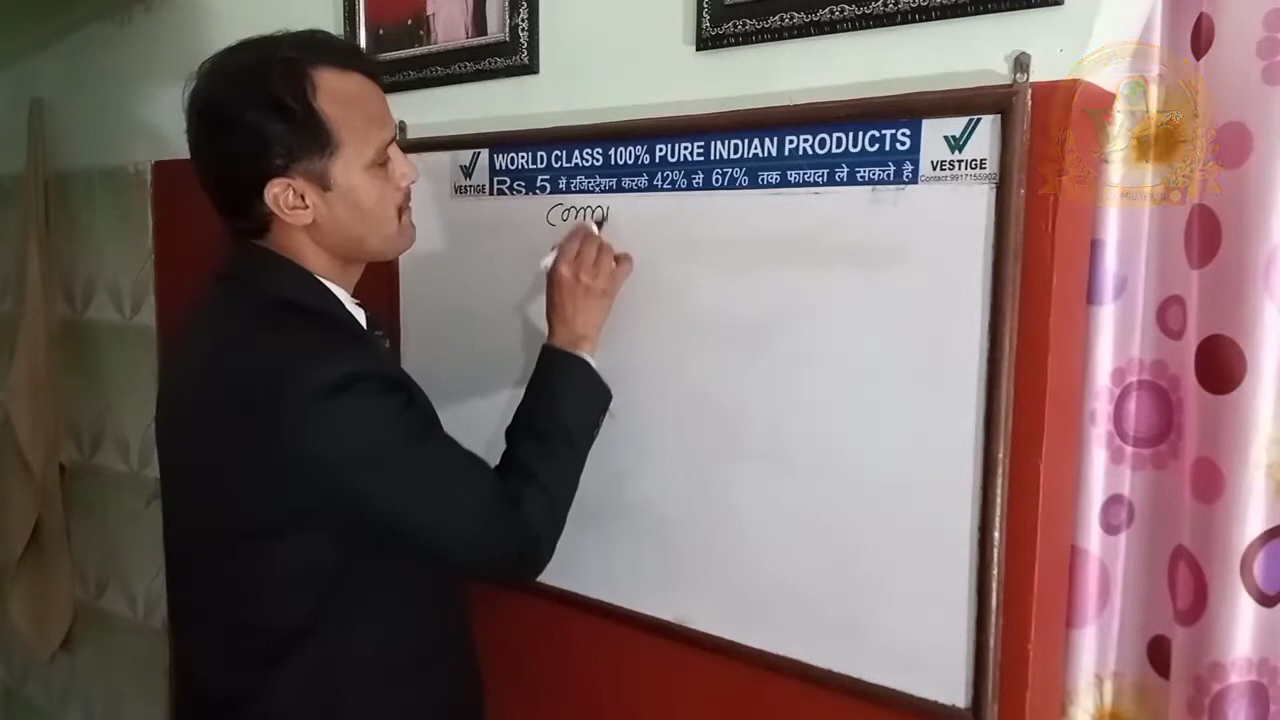 WORLD CLASS 100% PURE INDIAN PRODUCTS
Rs.5 में रजिस्ट्रेशन करके 42% से 67% तक फायदा ले सकते है
VESTIGE
VESTIGE
Contact:9917155902
Comm